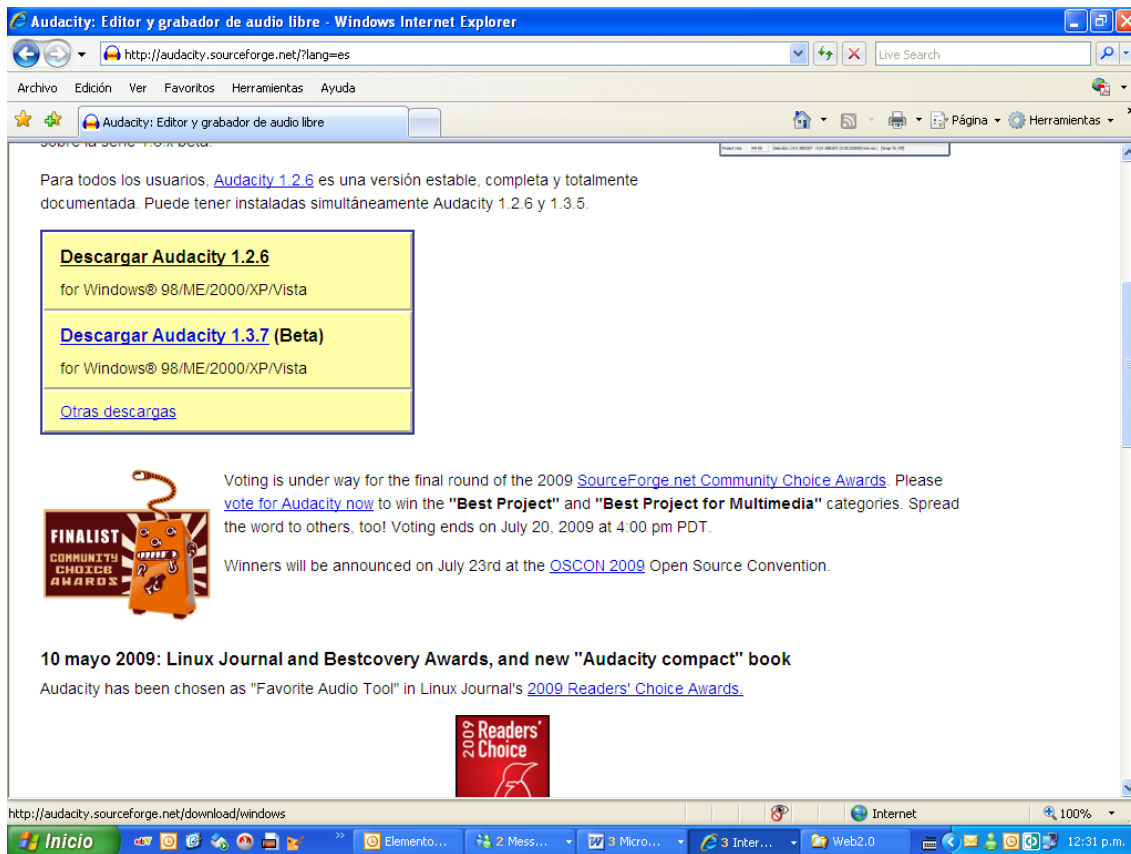 Audacity: Editor y grabador de audio libre - Windows Internet Explorer
http://audacity.sourceforge.net/?lang=es
Live Search
Archivo Edición Ver Favoritos Herramientas Ayuda
Audacity: Editor y grabador de audio libre
Página Herramientas
sobre la serie 1.3.x beta.
Para todos los usuarios, Audacity 1.2.6 es una versión estable, completa y totalmente
documentada. Puede tener instaladas simultáneamente Audacity 1.2.6 y 1.3.5.
Descargar Audacity 1.2.6
for Windows® 98/ME/2000/XP/Vista
Descargar Audacity 1.3.7 (Beta)
for Windows® 98/ME/2000/XP/Vista
Otras descargas
Voting is under way for the final round of the 2009 SourceForge.net Community Choice Awards. Please
vote for Audacity now to win the "Best Project" and "Best Project for Multimedia" categories. Spread
the word to others, too! Voting ends on July 20, 2009 at 4:00 pm PDT.
Winners will be announced on July 23rd at the OSCON 2009 Open Source Convention.
FINALIST
COMMUNITY
CHOICE
AWARDS
10 mayo 2009: Linux Journal and Bestcovery Awards, and new "Audacity compact" book
Audacity has been chosen as "Favorite Audio Tool" in Linux Journal's 2009 Readers' Choice Awards.
2009 Readers'
Choice
http://audacity.sourceforge.net/download/windows
Internet
100%
Inicio
Elemento...
2 Mess...
3 Micro...
3 Inter...
Web2.0
12:31 p.m.